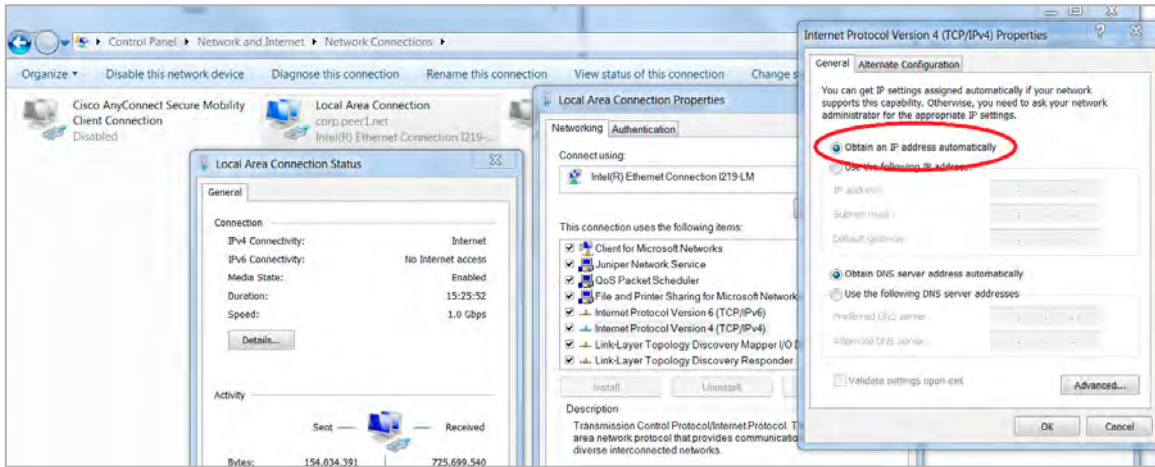 Control Panel ▸ Network and Internet ▸ Network Connections ▸
Organize ▾ Disable this network device Diagnose this connection Rename this connection View status of this connection Change s
Cisco AnyConnect Secure Mobility
Client Connection
Disabled
Local Area Connection
corp.peer1.net
Intel(R) Ethernet Connection I219-...
Local Area Connection Status
General
Connection
IPv4 Connectivity: Internet
IPv6 Connectivity: No Internet access
Media State: Enabled
Duration: 15:25:52
Speed: 1.0 Gbps
Details...
Activity
Sent — Received
Bytes: 154,034,391 725,699,540
Local Area Connection Properties
Networking Authentication
Connect using:
Intel(R) Ethernet Connection I219-LM
This connection uses the following items:
Client for Microsoft Networks
Juniper Network Service
QoS Packet Scheduler
File and Printer Sharing for Microsoft Network
Internet Protocol Version 6 (TCP/IPv6)
Internet Protocol Version 4 (TCP/IPv4)
Link-Layer Topology Discovery Mapper I/O D
Link-Layer Topology Discovery Responder
Install Uninstall
Description
Transmission Control Protocol/Internet Protocol. T
area network protocol that provides communicatio
diverse interconnected networks.
Internet Protocol Version 4 (TCP/IPv4) Properties
General Alternate Configuration
You can get IP settings assigned automatically if your network
supports this capability. Otherwise, you need to ask your network
administrator for the appropriate IP settings.
Obtain an IP address automatically
Use the following IP address:
IP address:
Subnet mask:
Default gateway:
Obtain DNS server address automatically
Use the following DNS server addresses
Preferred DNS server:
Alternate DNS server:
Validate settings upon exit
Advanced...
OK Cancel